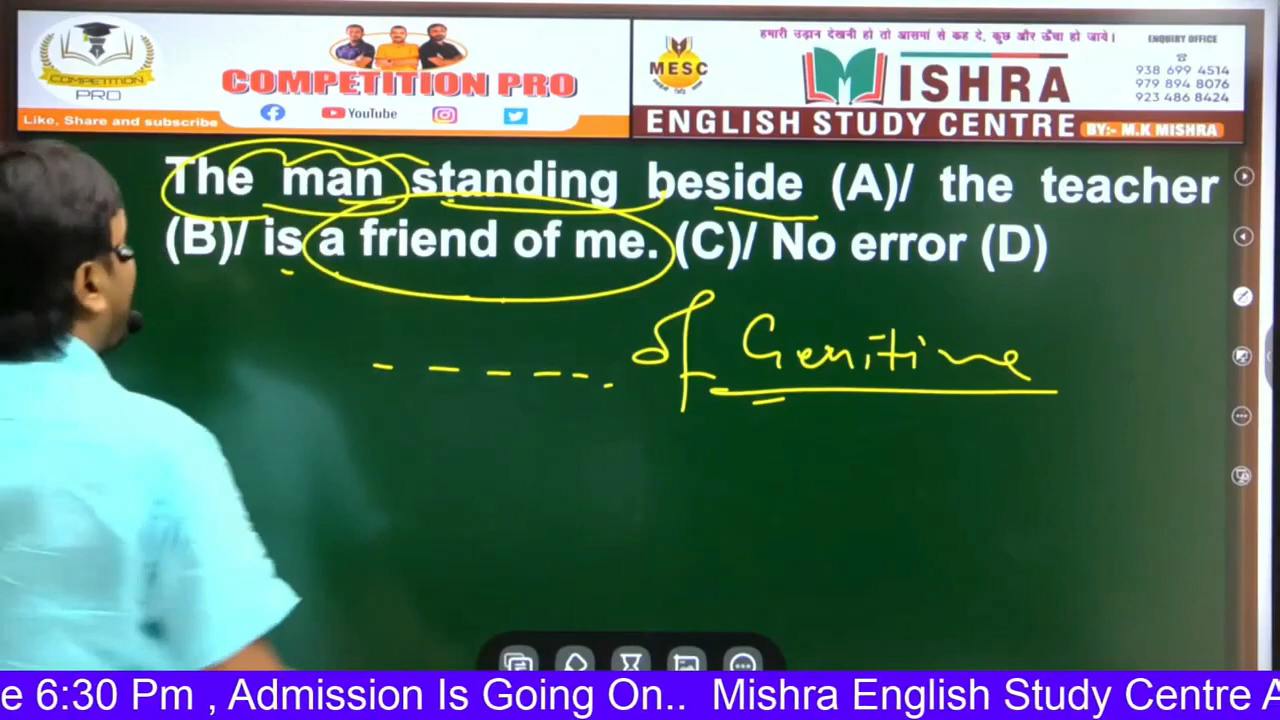 COMPETITION
PRO
COMPETITION PRO
Like, Share and subscribe
YouTube
हमारी उड़ान देखनी हो तो आसमां से कह दे, कुछ और ऊँचा हो जाये।
MESC
MISHRA
ENGLISH STUDY CENTRE
BY:- M.K MISHRA
ENQUIRY OFFICE
938 699 4514
979 894 8076
923 486 8424
The man standing beside (A)/ the teacher
(B)/ is a friend of me. (C)/ No error (D)
of Genitive
e 6:30 Pm , Admission Is Going On.. Mishra English Study Centre A